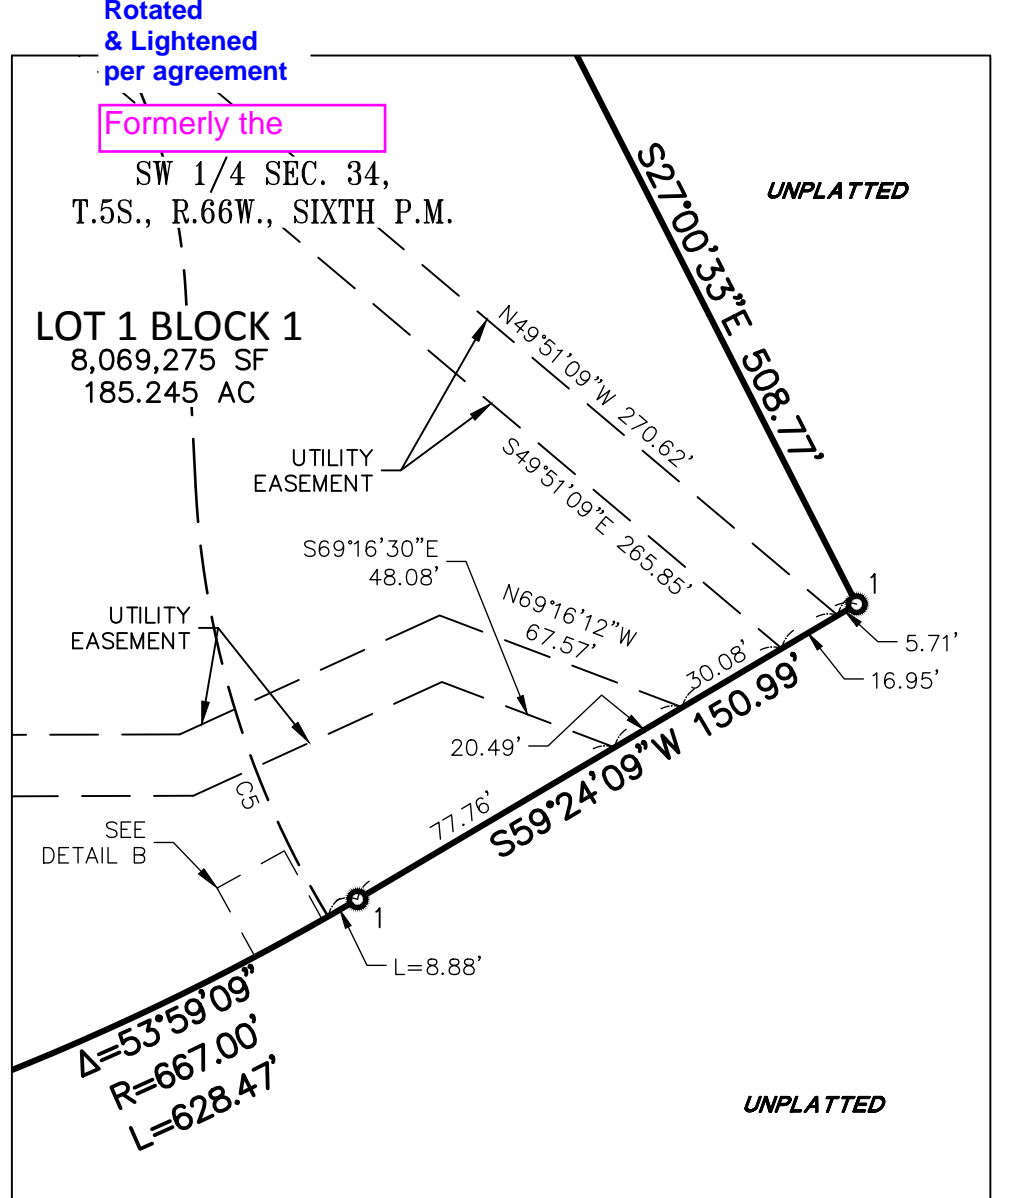 Rotated
& Lightened
per agreement
Formerly the
SW 1/4 SEC. 34,
T.5S., R.66W., SIXTH P.M.
UNPLATTED
S27°00'33"E 508.77'
LOT 1 BLOCK 1
8,069,275 SF
185.245 AC
N49°51'09"W 270.62'
UTILITY
EASEMENT
S49°51'09"E 265.85'
S69°16'30"E
48.08'
N69°16'12"W
67.57'
UTILITY
EASEMENT
1
5.71'
16.95'
30.08'
20.49'
S59°24'09"W 150.99'
77.76'
C5
SEE
DETAIL B
1
L=8.88'
Δ=53°59'09"
R=667.00'
L=628.47'
UNPLATTED